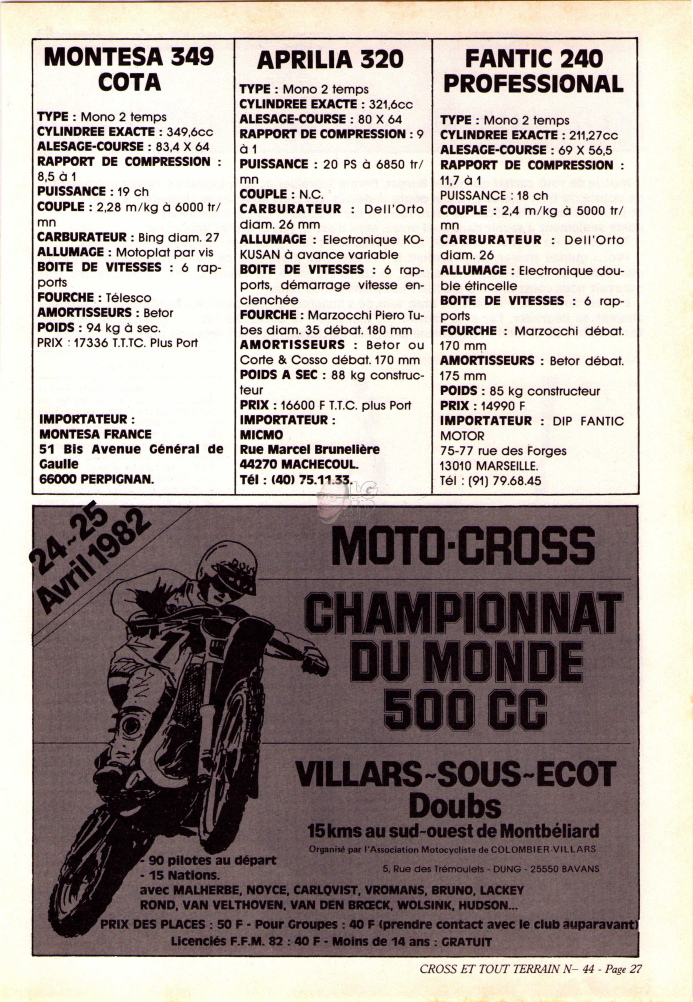 MONTESA 349
COTA
TYPE : Mono 2 temps
CYLINDREE EXACTE : 349,6cc
ALESAGE-COURSE : 83,4 X 64
RAPPORT DE COMPRESSION :
8,5 à 1
PUISSANCE : 19 ch
COUPLE : 2,28 m/kg à 6000 tr/
mn
CARBURATEUR : Bing diam. 27
ALLUMAGE : Motoplat par vis
BOITE DE VITESSES : 6 rap-
ports
FOURCHE : Télesco
AMORTISSEURS : Betor
POIDS : 94 kg à sec.
PRIX : 17336 T.T.TC. Plus Port
IMPORTATEUR :
MONTESA FRANCE
51 Bis Avenue Général de
Gaulle
66000 PERPIGNAN.
APRILIA 320
TYPE : Mono 2 temps
CYLINDREE EXACTE : 321,6cc
ALESAGE-COURSE : 80 X 64
RAPPORT DE COMPRESSION : 9
à 1
PUISSANCE : 20 PS à 6850 tr/
mn
COUPLE : N.C.
CARBURATEUR : Dell'Orto
diam. 26 mm
ALLUMAGE : Electronique KO-
KUSAN à avance variable
BOITE DE VITESSES : 6 rap-
ports, démarrage vitesse en-
clenchée
FOURCHE : Marzocchi Piero Tu-
bes diam. 35 débat. 180 mm
AMORTISSEURS : Betor ou
Corte & Cosso débat. 170 mm
POIDS A SEC : 88 kg construc-
teur
PRIX : 16600 F T.T.C. plus Port
IMPORTATEUR :
MICMO
Rue Marcel Brunelière
44270 MACHECOUL.
Tél : (40) 75.11.33.
FANTIC 240
PROFESSIONAL
TYPE : Mono 2 temps
CYLINDREE EXACTE : 211,27cc
ALESAGE-COURSE : 69 X 56,5
RAPPORT DE COMPRESSION :
11,7 à 1
PUISSANCE : 18 ch
COUPLE : 2,4 m/kg à 5000 tr/
mn
CARBURATEUR : Dell'Orto
diam. 26
ALLUMAGE : Electronique dou-
ble étincelle
BOITE DE VITESSES : 6 rap-
ports
FOURCHE : Marzocchi débat.
170 mm
AMORTISSEURS : Betor débat.
175 mm
POIDS : 85 kg constructeur
PRIX : 14990 F
IMPORTATEUR : DIP FANTIC
MOTOR
75-77 rue des Forges
13010 MARSEILLE.
Tél : (91) 79.68.45
24~25
Avril 1982
MOTO-CROSS
CHAMPIONNAT
DU MONDE
500 CC
VILLARS~SOUS~ECOT
Doubs
15kms au sud-ouest de Montbéliard
Organisé par l'Association Motocycliste de COLOMBIER-VILLARS
5, Rue des Trémoulets - DUNG - 25550 BAVANS
- 90 pilotes au départ
- 15 Nations.
avec MALHERBE, NOYCE, CARLQVIST, VROMANS, BRUNO, LACKEY
ROND, VAN VELTHOVEN, VAN DEN BRŒCK, WOLSINK, HUDSON...
PRIX DES PLACES : 50 F - Pour Groupes : 40 F (prendre contact avec le club auparavant)
Licenciés F.F.M. 82 : 40 F - Moins de 14 ans : GRATUIT
CROSS ET TOUT TERRAIN N– 44 - Page 27